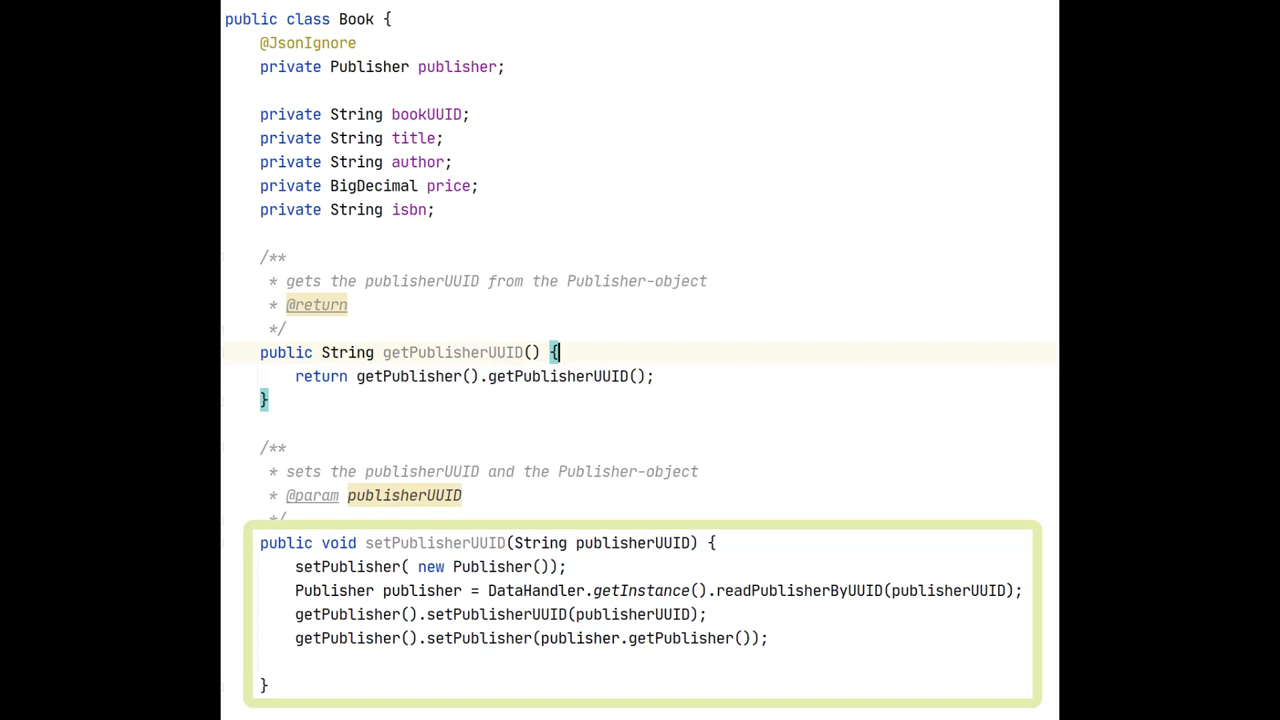 public class Book {
@JsonIgnore
private Publisher publisher;
private String bookUUID;
private String title;
private String author;
private BigDecimal price;
private String isbn;
/**
* gets the publisherUUID from the Publisher-object
* @return
*/
public String getPublisherUUID() {
return getPublisher().getPublisherUUID();
}
/**
* sets the publisherUUID and the Publisher-object
* @param publisherUUID
*/
public void setPublisherUUID(String publisherUUID) {
setPublisher( new Publisher());
Publisher publisher = DataHandler.getInstance().readPublisherByUUID(publisherUUID);
getPublisher().setPublisherUUID(publisherUUID);
getPublisher().setPublisher(publisher.getPublisher());
}